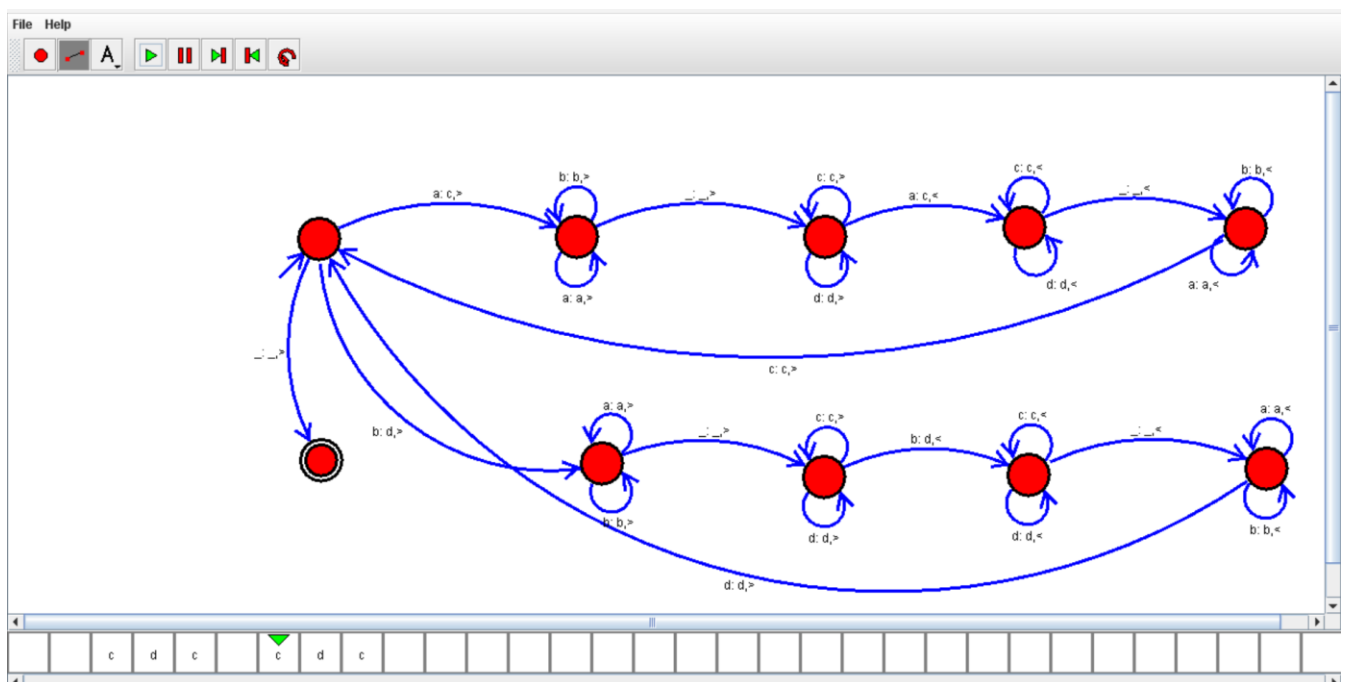 File Help
A
a: c,>
b: b,>
_: _,>
c: c,>
a: c,<
c: c,<
_: _,<
b: b,<
a: a,>
d: d,>
d: d,<
a: a,<
_: _,>
c: c,>
b: d,>
a: a,>
_: _,>
c: c,>
b: d,<
c: c,<
_: _,<
a: a,<
b: b,>
d: d,>
d: d,<
b: b,<
d: d,>
c d c c d c